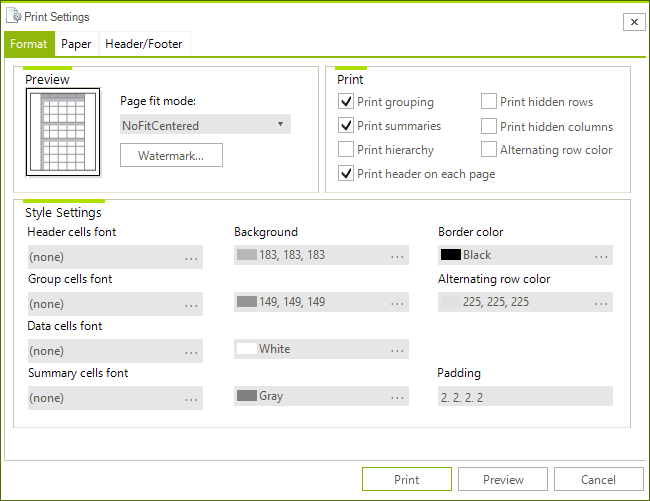 Print Settings
Format Paper Header/Footer
Preview
Page fit mode:
NoFitCentered
Watermark...
Print
Print grouping Print hidden rows
Print summaries Print hidden columns
Print hierarchy Alternating row color
Print header on each page
Style Settings
Header cells font Background Border color
(none) ... 183, 183, 183 ... Black ...
Group cells font Alternating row color
(none) ... 149, 149, 149 ... 225, 225, 225 ...
Data cells font
(none) ... White ...
Summary cells font Padding
(none) ... Gray ... 2. 2. 2. 2
Print Preview Cancel